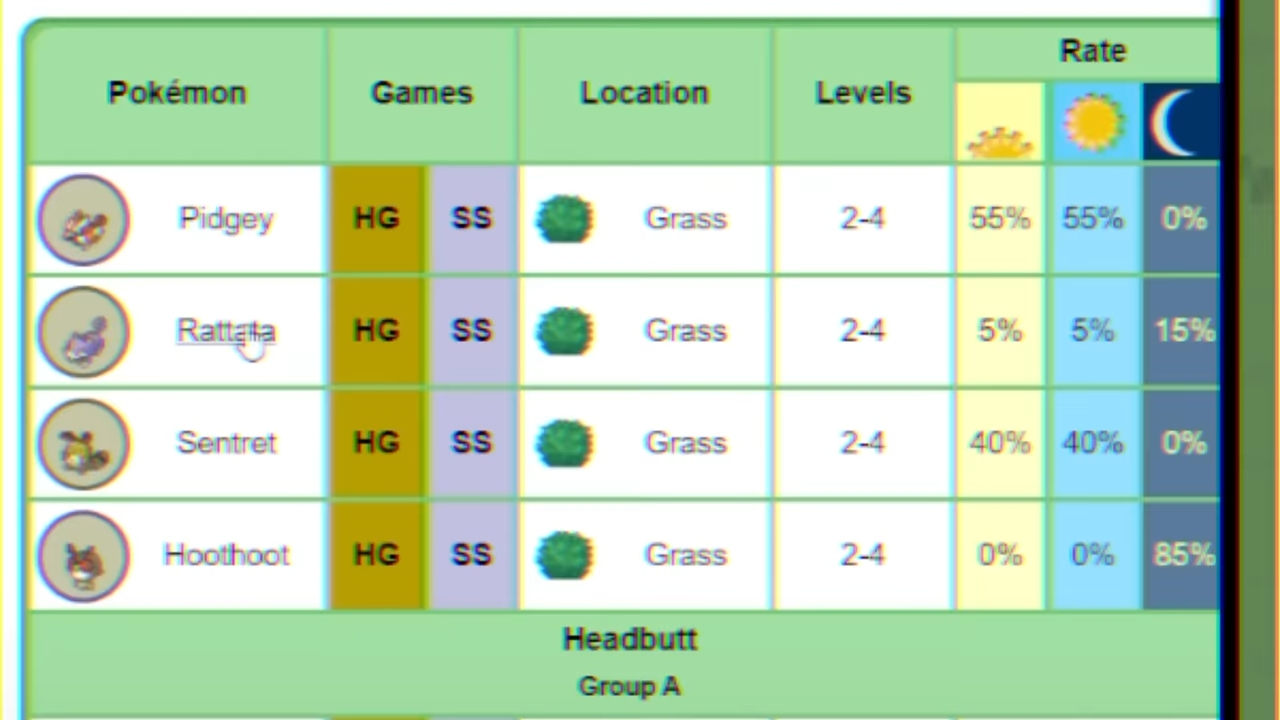 Pokémon Games Location Levels Rate
Pidgey HG SS Grass 2-4 55% 55% 0%
Rattata HG SS Grass 2-4 5% 5% 15%
Sentret HG SS Grass 2-4 40% 40% 0%
Hoothoot HG SS Grass 2-4 0% 0% 85%
Headbutt
Group A